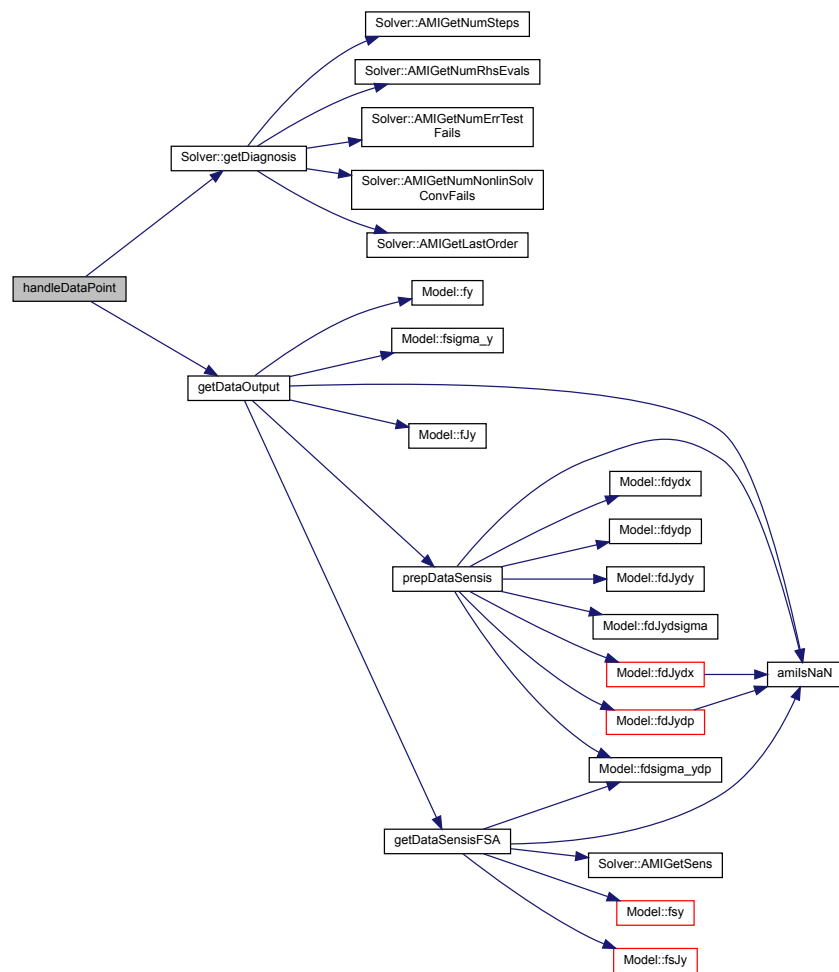 Solver::AMIGetNumSteps
Solver::AMIGetNumRhsEvals
Solver::AMIGetNumErrTest
Fails
Solver::getDiagnosis
Solver::AMIGetNumNonlinSolv
ConvFails
Solver::AMIGetLastOrder
handleDataPoint
Model::fy
Model::fsigma_y
getDataOutput
Model::fJy
Model::fdydx
Model::fdydp
prepDataSensis
Model::fdJydy
Model::fdJydsigma
Model::fdJydx
amiIsNaN
Model::fdJydp
Model::fdsigma_ydp
getDataSensisFSA
Solver::AMIGetSens
Model::fsy
Model::fsJy